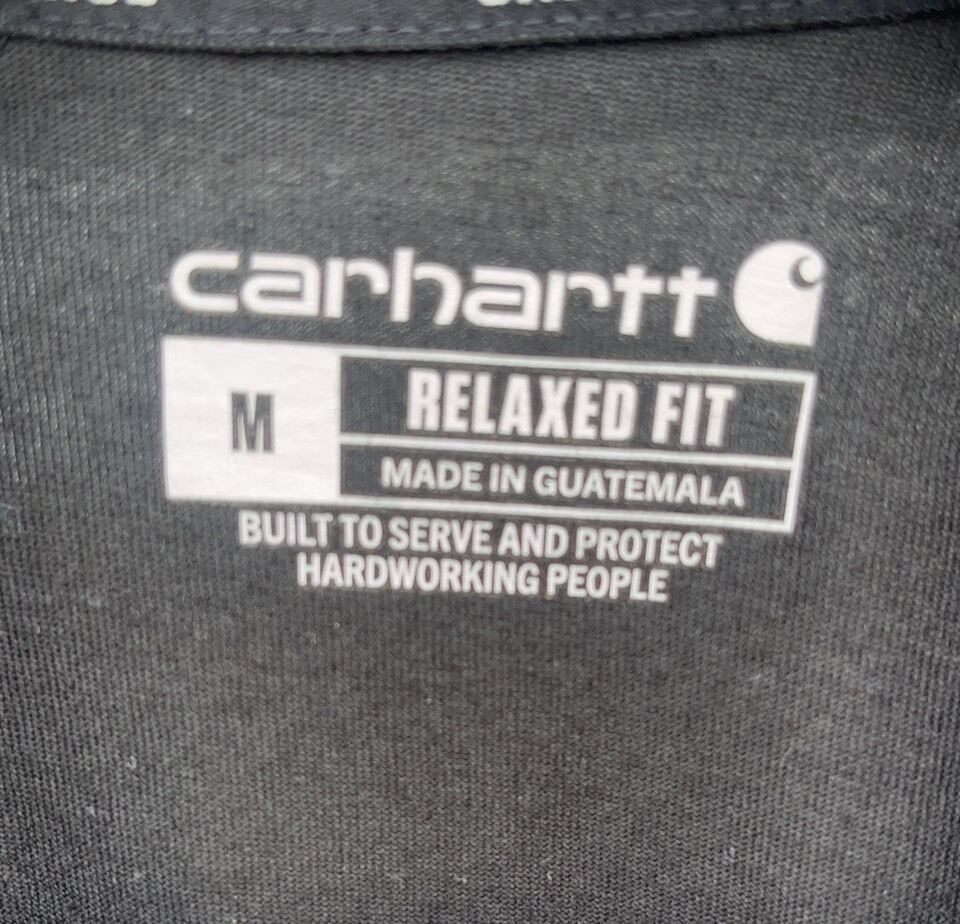 carhartt
M
RELAXED FIT
MADE IN GUATEMALA
BUILT TO SERVE AND PROTECT
HARDWORKING PEOPLE